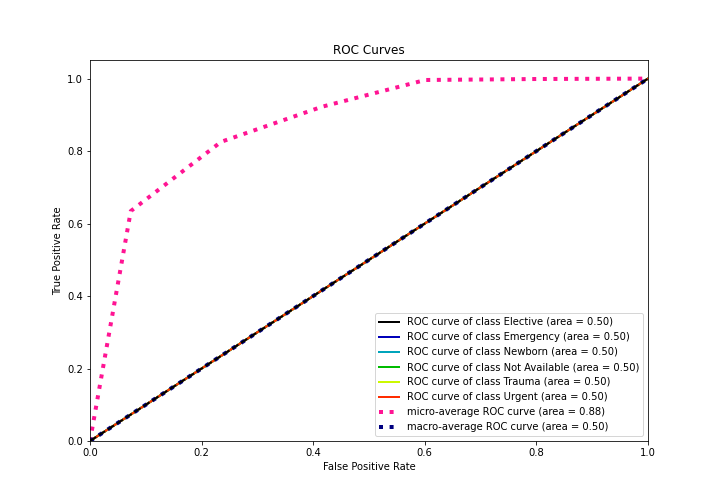 ROC Curves
1.0
0.8
0.6
0.4
0.2
0.0
True Positive Rate
ROC curve of class Elective (area = 0.50)
ROC curve of class Emergency (area = 0.50)
ROC curve of class Newborn (area = 0.50)
ROC curve of class Not Available (area = 0.50)
ROC curve of class Trauma (area = 0.50)
ROC curve of class Urgent (area = 0.50)
micro-average ROC curve (area = 0.88)
macro-average ROC curve (area = 0.50)
0.0 0.2 0.4 0.6 0.8 1.0
False Positive Rate